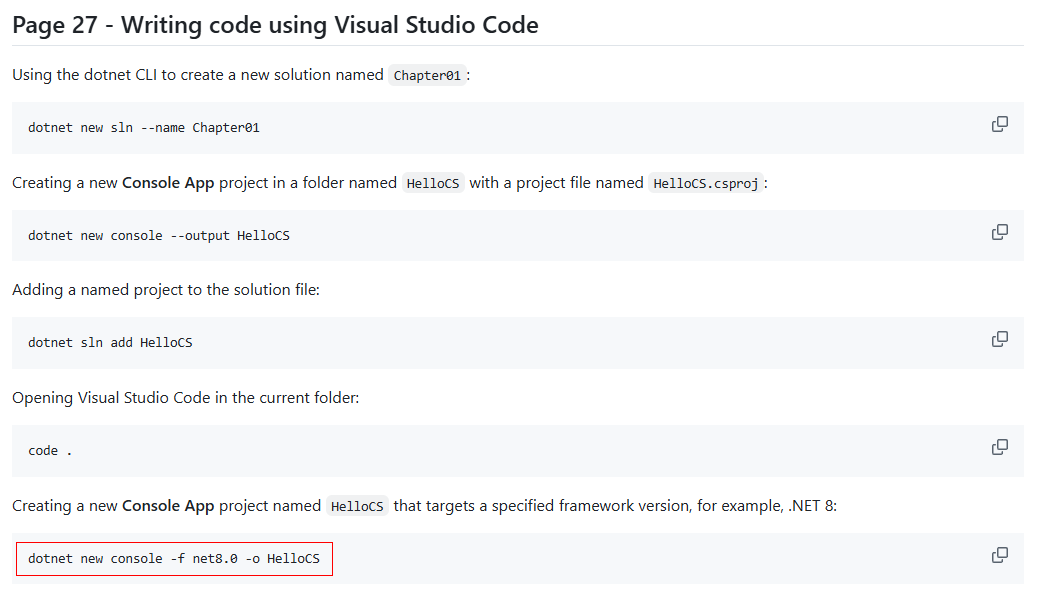 Page 27 - Writing code using Visual Studio Code
Using the dotnet CLI to create a new solution named Chapter01:
dotnet new sln --name Chapter01
Creating a new Console App project in a folder named HelloCS with a project file named HelloCS.csproj:
dotnet new console --output HelloCS
Adding a named project to the solution file:
dotnet sln add HelloCS
Opening Visual Studio Code in the current folder:
code .
Creating a new Console App project named HelloCS that targets a specified framework version, for example, .NET 8:
dotnet new console -f net8.0 -o HelloCS